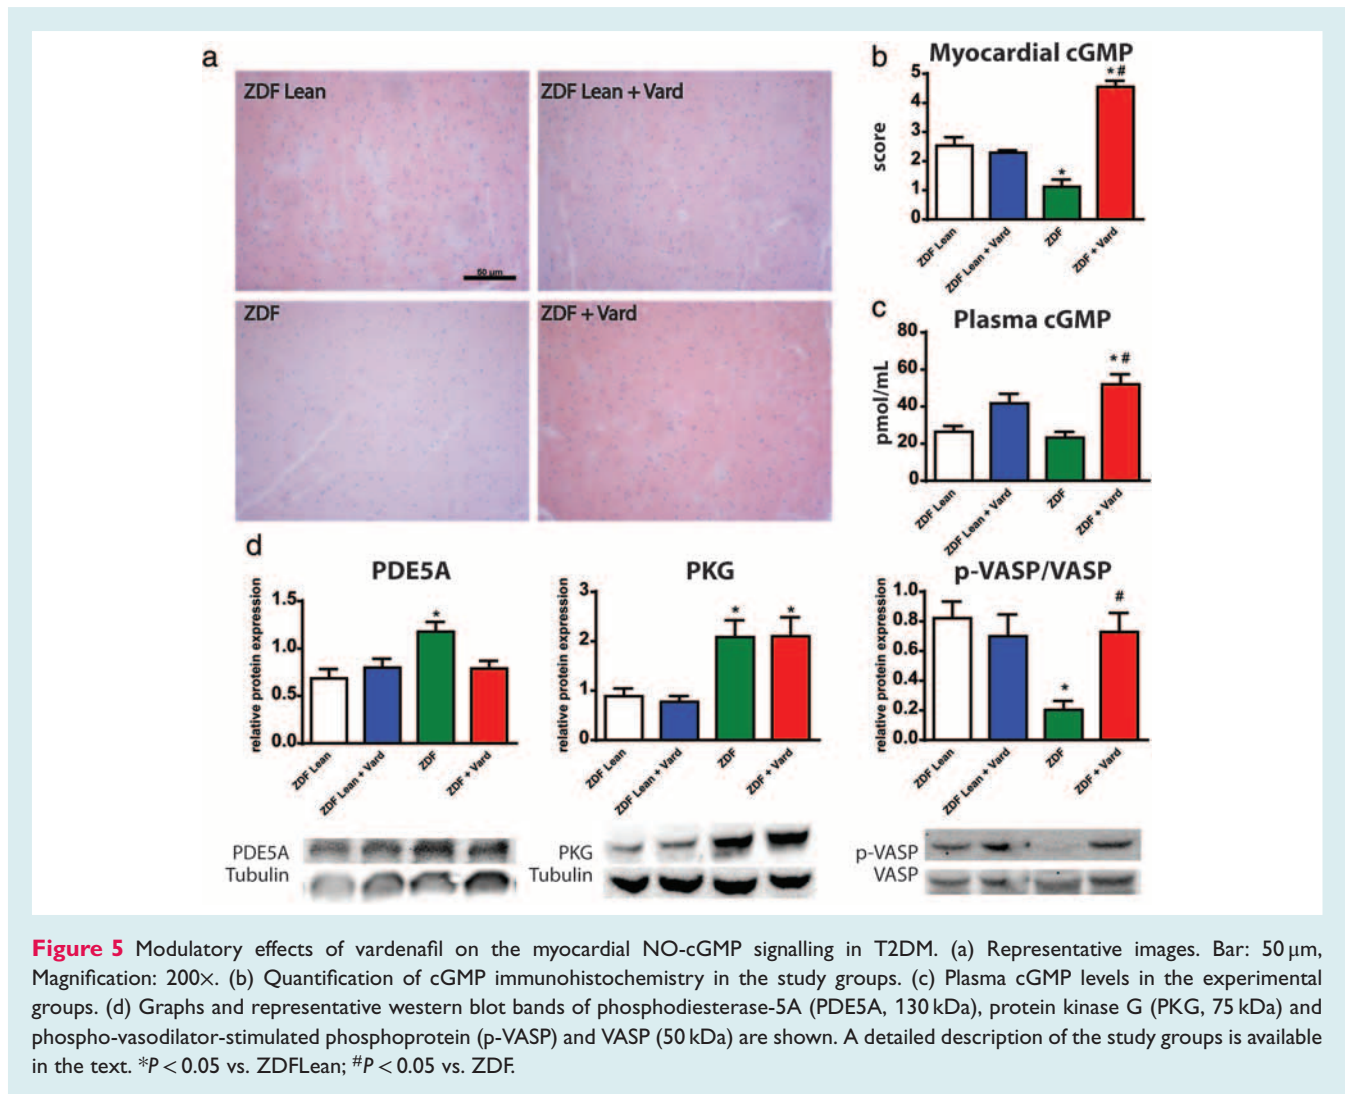 a
ZDF Lean
ZDF Lean + Vard
50 µm
ZDF
ZDF + Vard
b
Myocardial cGMP
score
5
4
3
2
1
0
*
* #
ZDF Lean
ZDF Lean + Vard
ZDF
ZDF + Vard
c
Plasma cGMP
pmol/mL
80
60
40
20
0
* #
ZDF Lean
ZDF Lean + Vard
ZDF
ZDF + Vard
d
PDE5A
relative protein expression
1.5
1.0
0.5
0.0
*
ZDF Lean
ZDF Lean + Vard
ZDF
ZDF + Vard
PDE5A
Tubulin
PKG
relative protein expression
3
2
1
0
*
*
ZDF Lean
ZDF Lean + Vard
ZDF
ZDF + Vard
PKG
Tubulin
p-VASP/VASP
relative protein expression
1.0
0.8
0.6
0.4
0.2
0.0
*
#
ZDF Lean
ZDF Lean + Vard
ZDF
ZDF + Vard
p-VASP
VASP
Figure 5 Modulatory effects of vardenafil on the myocardial NO-cGMP signalling in T2DM. (a) Representative images. Bar: 50 µm,
Magnification: 200×. (b) Quantification of cGMP immunohistochemistry in the study groups. (c) Plasma cGMP levels in the experimental
groups. (d) Graphs and representative western blot bands of phosphodiesterase-5A (PDE5A, 130 kDa), protein kinase G (PKG, 75 kDa) and
phospho-vasodilator-stimulated phosphoprotein (p-VASP) and VASP (50 kDa) are shown. A detailed description of the study groups is available
in the text. *P < 0.05 vs. ZDFLean; #P < 0.05 vs. ZDF.